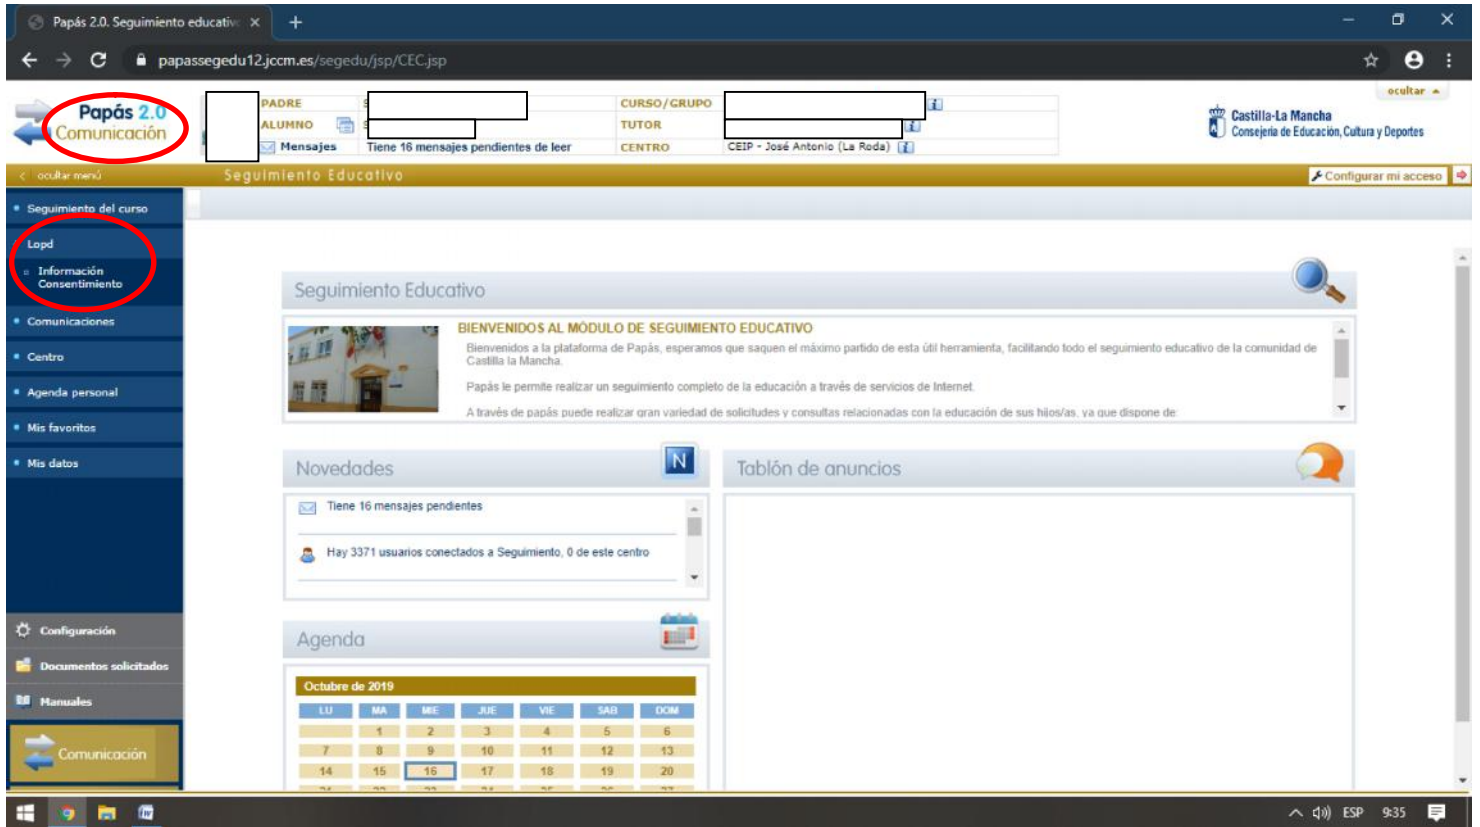 Papás 2.0. Seguimiento educativo
papassegedu12.jccm.es/segedu/jsp/CEC.jsp
ocultar
Papás 2.0
Comunicación
PADRE
CURSO/GRUPO
ALUMNO
TUTOR
Mensajes Tiene 16 mensajes pendientes de leer
CENTRO CEIP - José Antonio (La Roda)
Castilla-La Mancha
Consejería de Educación, Cultura y Deportes
< ocultar menú
Seguimiento Educativo
Configurar mi acceso
Seguimiento del curso
Lopd
Información
Consentimiento
Comunicaciones
Centro
Agenda personal
Mis favoritos
Mis datos
Configuración
Documentos solicitados
Manuales
Comunicación
Seguimiento Educativo
BIENVENIDOS AL MÓDULO DE SEGUIMIENTO EDUCATIVO
Bienvenidos a la plataforma de Papás, esperamos que saquen el máximo partido de esta útil herramienta, facilitando todo el seguimiento educativo de la comunidad de
Castilla la Mancha.
Papás le permite realizar un seguimiento completo de la educación a través de servicios de Internet.
A través de papás puede realizar gran variedad de solicitudes y consultas relacionadas con la educación de sus hijos/as, ya que dispone de:
Novedades
N
Tiene 16 mensajes pendientes
Hay 3371 usuarios conectados a Seguimiento, 0 de este centro
Tablón de anuncios
Agenda
Octubre de 2019
LU MA MIE JUE VIE SAB DOM
1 2 3 4 5 6
7 8 9 10 11 12 13
14 15 16 17 18 19 20
21 22 23 24 25 26 27
ESP 9:35